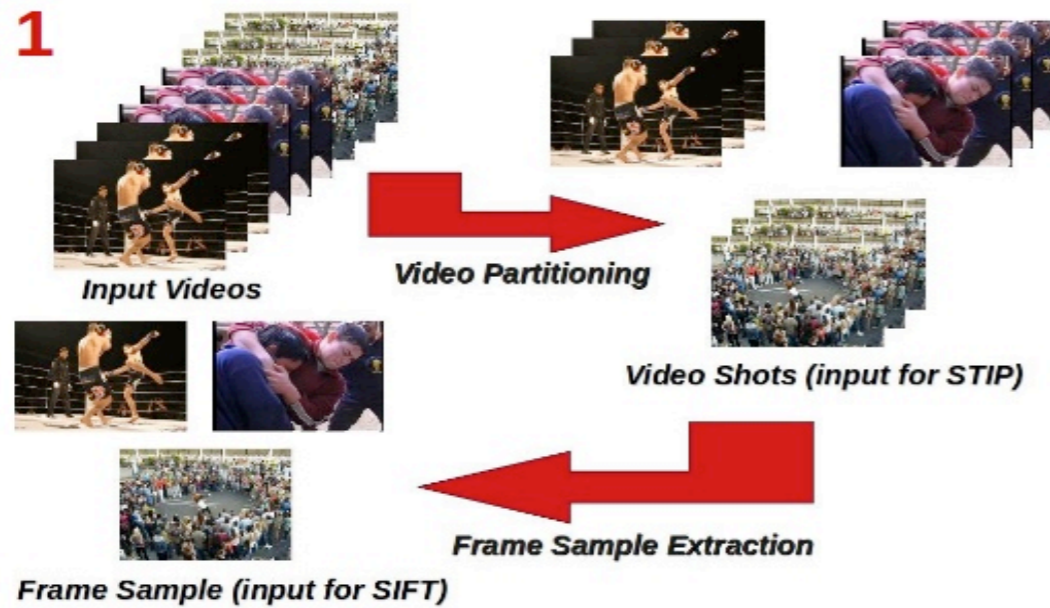 1
Input Videos
Video Partitioning
Video Shots (input for STIP)
Frame Sample Extraction
Frame Sample (input for SIFT)